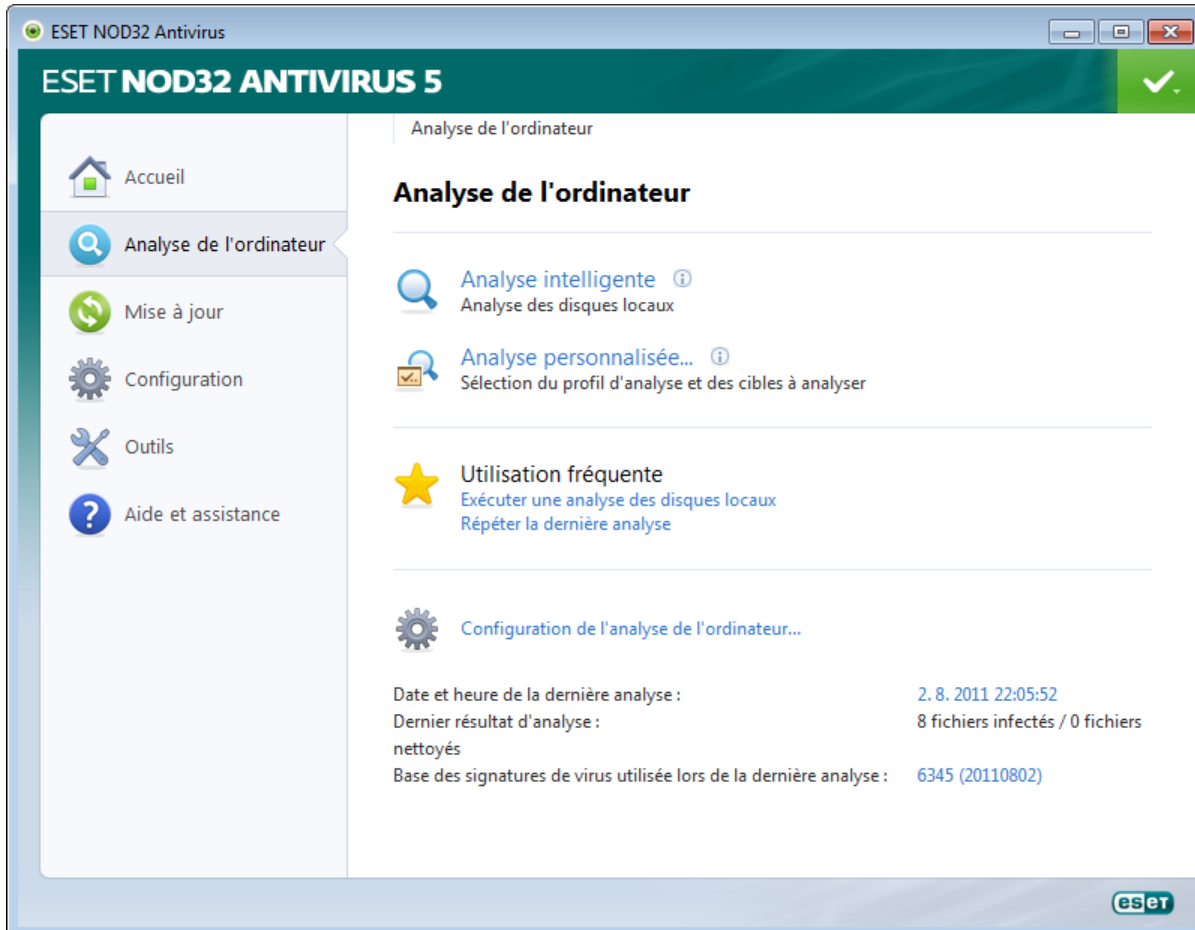 ESET NOD32 Antivirus
ESET NOD32 ANTIVIRUS 5
Accueil
Analyse de l'ordinateur
Mise à jour
Configuration
Outils
Aide et assistance
Analyse de l'ordinateur
Analyse de l'ordinateur
Analyse intelligente
Analyse des disques locaux
Analyse personnalisée...
Sélection du profil d'analyse et des cibles à analyser
Utilisation fréquente
Exécuter une analyse des disques locaux
Répéter la dernière analyse
Configuration de l'analyse de l'ordinateur...
Date et heure de la dernière analyse : 2. 8. 2011 22:05:52
Dernier résultat d'analyse : 8 fichiers infectés / 0 fichiers
nettoyés
Base des signatures de virus utilisée lors de la dernière analyse : 6345 (20110802)
eset